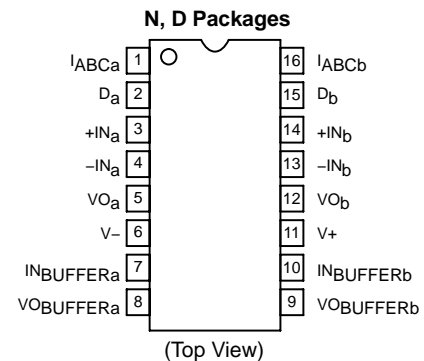 N, D Packages
IABCa 1 16 IABCb
Da 2 15 Db
+INa 3 14 +INb
−INa 4 13 −INb
VOa 5 12 VOb
V− 6 11 V+
INBUFFERa 7 10 INBUFFERb
VOBUFFERa 8 9 VOBUFFERb
(Top View)